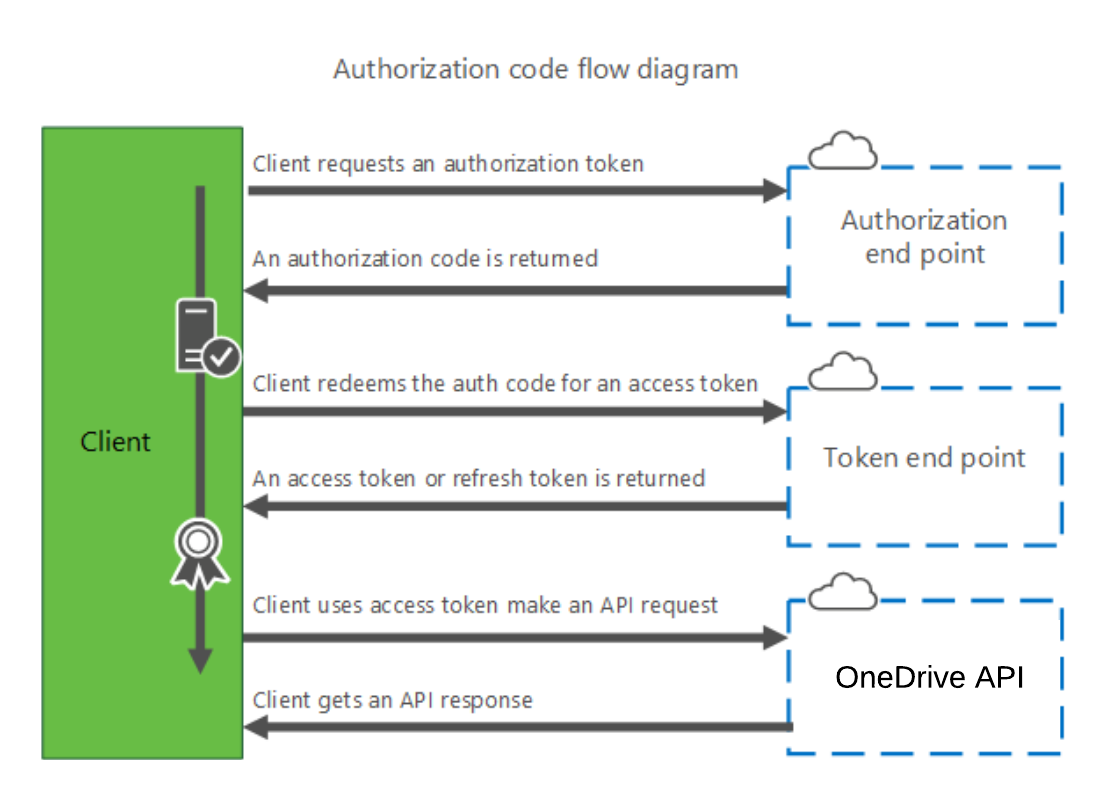 Authorization code flow diagram
Client requests an authorization token
Authorization
end point
An authorization code is returned
Client redeems the auth code for an access token
Client
Token end point
An access token or refresh token is returned
Client uses access token make an API request
OneDrive API
Client gets an API response